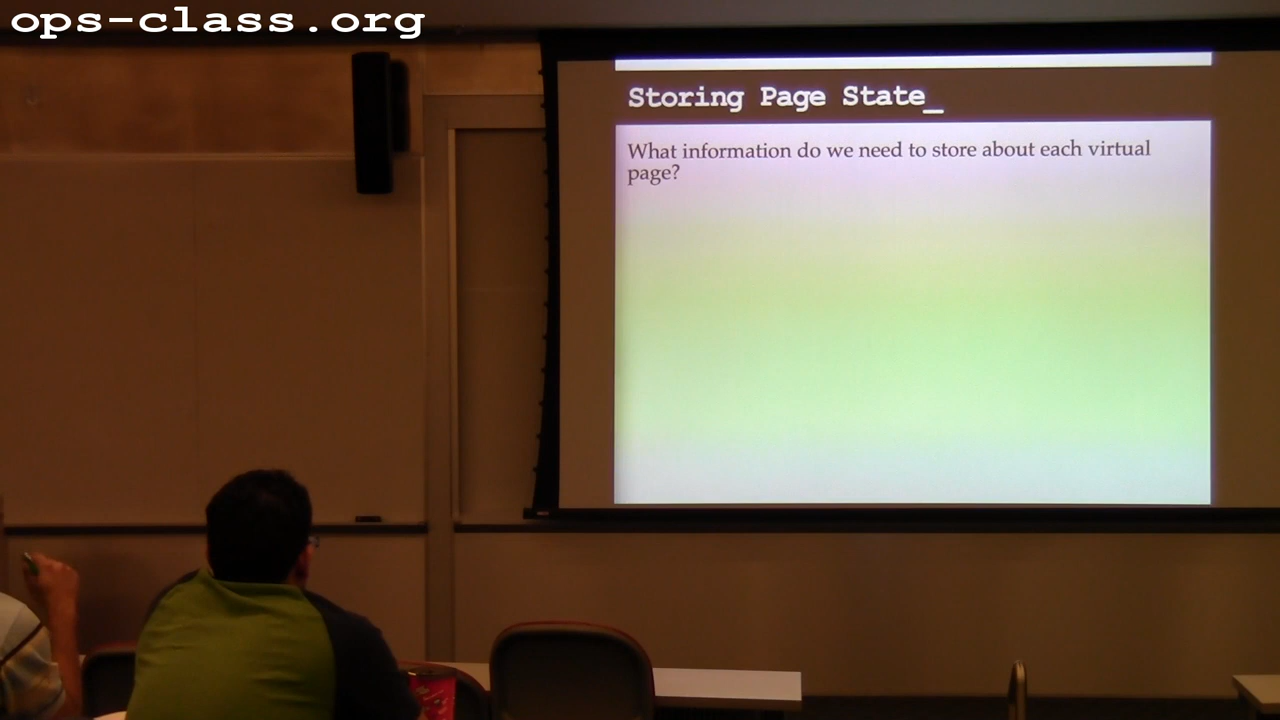 ops-class.org
Storing Page State_
What information do we need to store about each virtual
page?